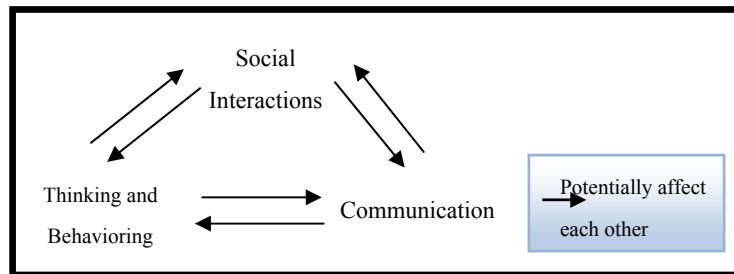 Social
Interactions
Thinking and
Behavioring
Communication
Potentially affect
each other